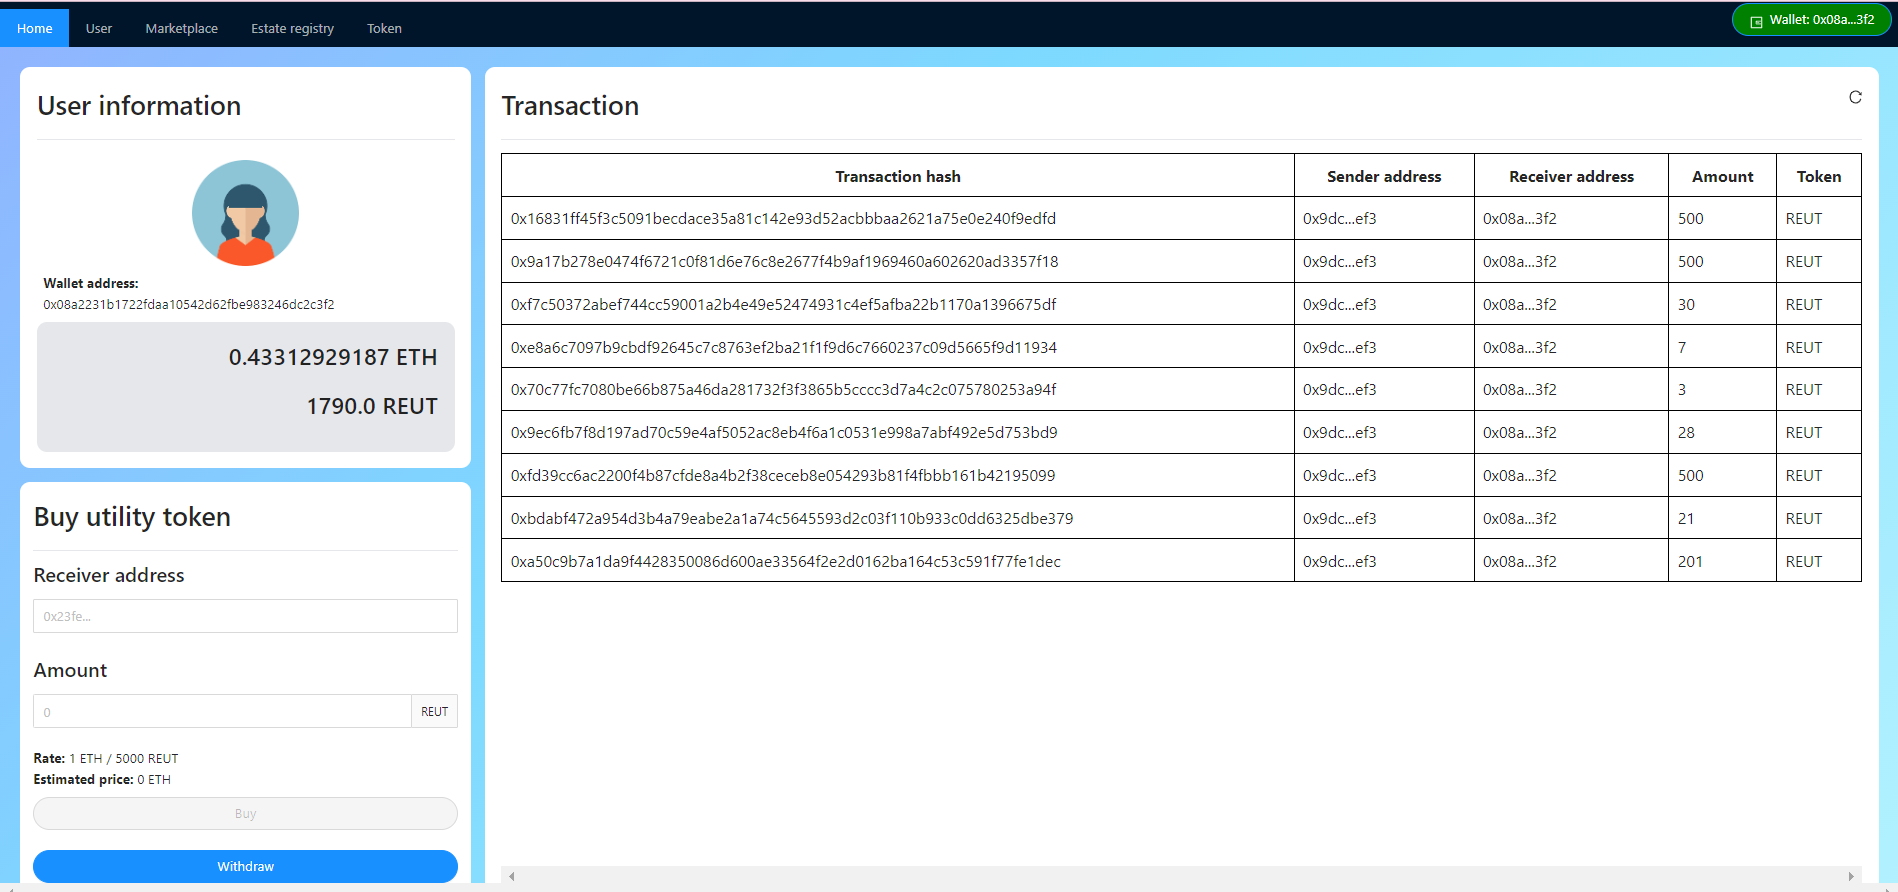 Home User Marketplace Estate registry Token Wallet: 0x08a...3f2
User information
Wallet address:
0x08a2231b1722fdaa10542d62fbe983246dc2c3f2
0.43312929187 ETH
1790.0 REUT
Buy utility token
Receiver address
0x23fe...
Amount
0 REUT
Rate: 1 ETH / 5000 REUT
Estimated price: 0 ETH
Buy
Withdraw
Transaction
Transaction hash Sender address Receiver address Amount Token
0x16831ff45f3c5091becdace35a81c142e93d52acbbbaa2621a75e0e240f9edfd 0x9dc...ef3 0x08a...3f2 500 REUT
0x9a17b278e0474f6721c0f81d6e76c8e2677f4b9af1969460a602620ad3357f18 0x9dc...ef3 0x08a...3f2 500 REUT
0xf7c50372abef744cc59001a2b4e49e52474931c4ef5afba22b1170a1396675df 0x9dc...ef3 0x08a...3f2 30 REUT
0xe8a6c7097b9cbdf92645c7c8763ef2ba21f1f9d6c7660237c09d5665f9d11934 0x9dc...ef3 0x08a...3f2 7 REUT
0x70c77fc7080be66b875a46da281732f3f3865b5cccc3d7a4c2c075780253a94f 0x9dc...ef3 0x08a...3f2 3 REUT
0x9ec6fb7f8d197ad70c59e4af5052ac8eb4f6a1c0531e998a7abf492e5d753bd9 0x9dc...ef3 0x08a...3f2 28 REUT
0xfd39cc6ac2200f4b87cfde8a4b2f38ceceb8e054293b81f4fbbb161b42195099 0x9dc...ef3 0x08a...3f2 500 REUT
0xbdabf472a954d3b4a79eabe2a1a74c5645593d2c03f110b933c0dd6325dbe379 0x9dc...ef3 0x08a...3f2 21 REUT
0xa50c9b7a1da9f4428350086d600ae33564f2e2d0162ba164c53c591f77fe1dec 0x9dc...ef3 0x08a...3f2 201 REUT